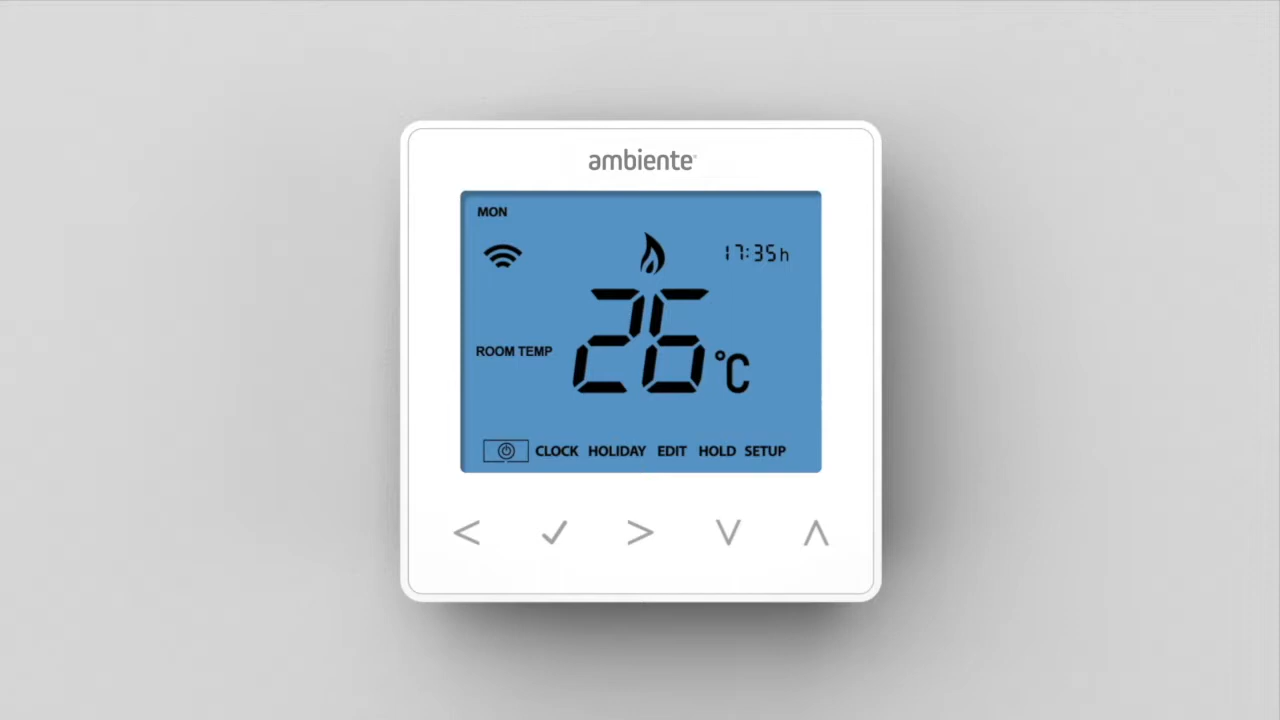 ambiente
MON
17:35h
ROOM TEMP 26°C
CLOCK HOLIDAY EDIT HOLD SETUP